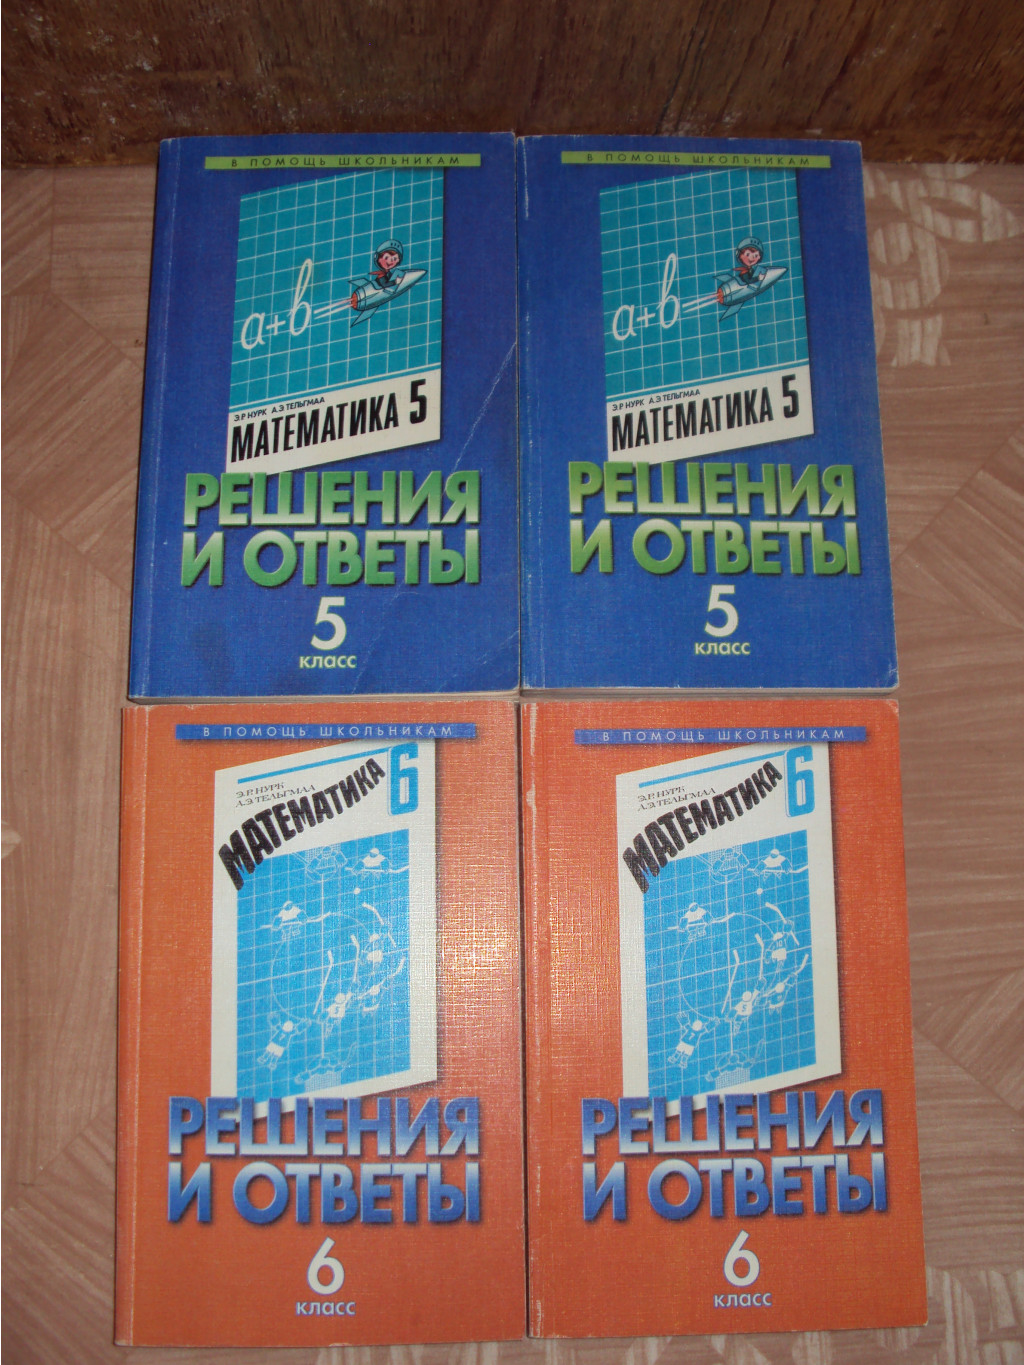 В ПОМОЩЬ ШКОЛЬНИКАМ
a+b=
Э.Р. НУРК А.Э. ТЕЛЬГМАА
МАТЕМАТИКА 5
РЕШЕНИЯ
И ОТВЕТЫ
5
КЛАСС
В ПОМОЩЬ ШКОЛЬНИКАМ
a+b=
Э.Р. НУРК А.Э. ТЕЛЬГМАА
МАТЕМАТИКА 5
РЕШЕНИЯ
И ОТВЕТЫ
5
КЛАСС
В ПОМОЩЬ ШКОЛЬНИКАМ
Э.Р. НУРК
А.Э. ТЕЛЬГМАА
МАТЕМАТИКА 6
РЕШЕНИЯ
И ОТВЕТЫ
6
КЛАСС
В ПОМОЩЬ ШКОЛЬНИКАМ
Э.Р. НУРК
А.Э. ТЕЛЬГМАА
МАТЕМАТИКА 6
РЕШЕНИЯ
И ОТВЕТЫ
6
КЛАСС